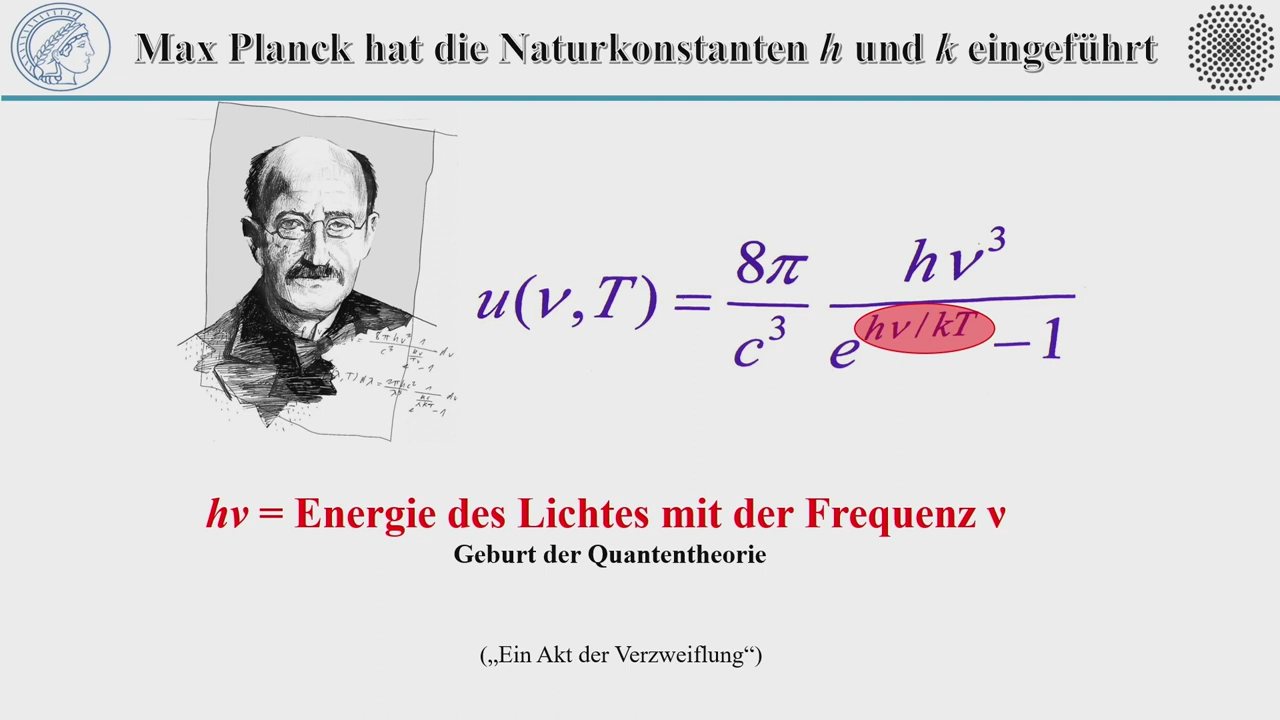 Max Planck hat die Naturkonstanten h und k eingeführt
u(ν,T) = 8π/c³ hν³/(e^(hν/kT) −1)
hν = Energie des Lichtes mit der Frequenz ν
Geburt der Quantentheorie
(„Ein Akt der Verzweiflung“)